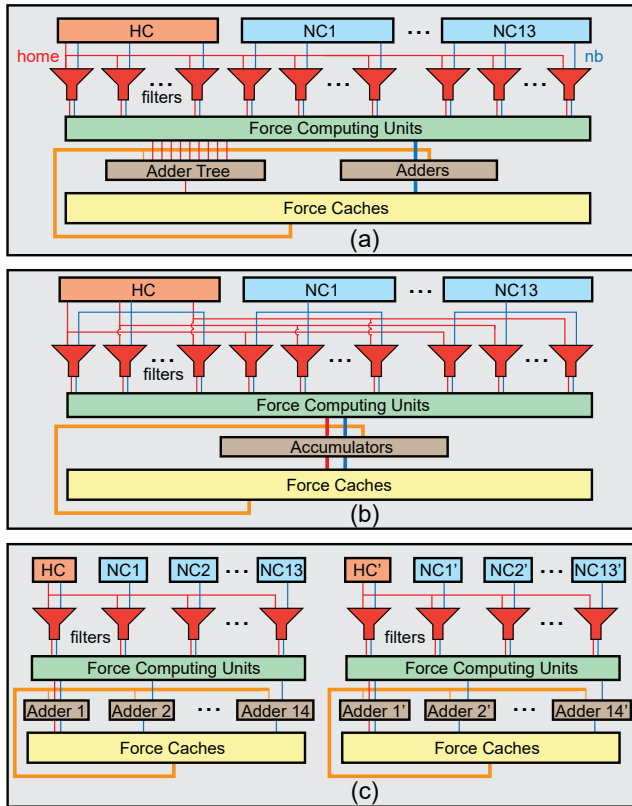 HC NC1 ... NC13
home nb
... ... ...
filters
Force Computing Units
Adder Tree Adders
Force Caches
(a)
HC NC1 ... NC13
... ... ...
filters
Force Computing Units
Accumulators
Force Caches
(b)
HC NC1 NC2 ... NC13 HC' NC1' NC2' ... NC13'
... ...
filters filters
Force Computing Units Force Computing Units
Adder 1 Adder 2 ... Adder 14 Adder 1' Adder 2' ... Adder 14'
Force Caches Force Caches
(c)